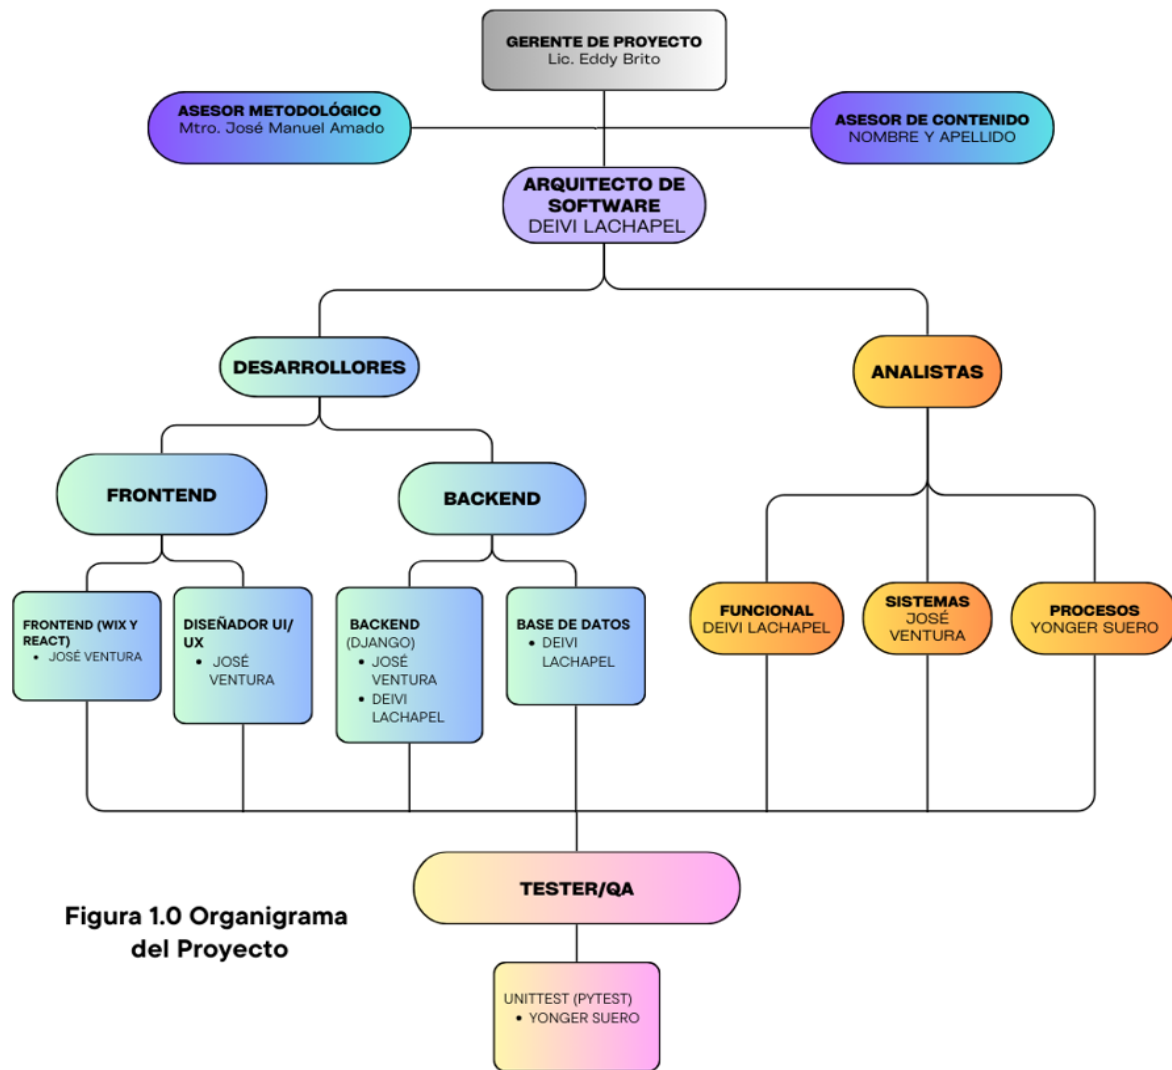 GERENTE DE PROYECTO
Lic. Eddy Brito
ASESOR METODOLÓGICO
Mtro. José Manuel Amado
ASESOR DE CONTENIDO
NOMBRE Y APELLIDO
ARQUITECTO DE
SOFTWARE
DEIVI LACHAPEL
DESARROLLORES
ANALISTAS
FRONTEND
BACKEND
FRONTEND (WIX Y
REACT)
• JOSÉ VENTURA
DISEÑADOR UI/
UX
• JOSÉ
VENTURA
BACKEND
(DJANGO)
• JOSÉ
VENTURA
• DEIVI
LACHAPEL
BASE DE DATOS
• DEIVI
LACHAPEL
FUNCIONAL
DEIVI LACHAPEL
SISTEMAS
JOSÉ
VENTURA
PROCESOS
YONGER SUERO
TESTER/QA
Figura 1.0 Organigrama
del Proyecto
UNITTEST (PYTEST)
• YONGER SUERO